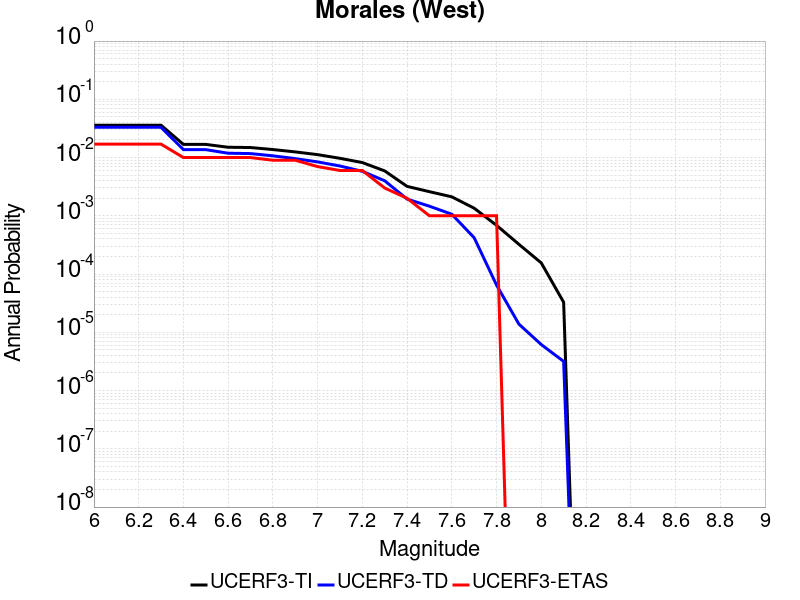 Morales (West)
10^0
10^-1
10^-2
10^-3
10^-4
10^-5
10^-6
10^-7
10^-8
Annual Probability
6 6.2 6.4 6.6 6.8 7 7.2 7.4 7.6 7.8 8 8.2 8.4 8.6 8.8 9
Magnitude
UCERF3-TI UCERF3-TD UCERF3-ETAS